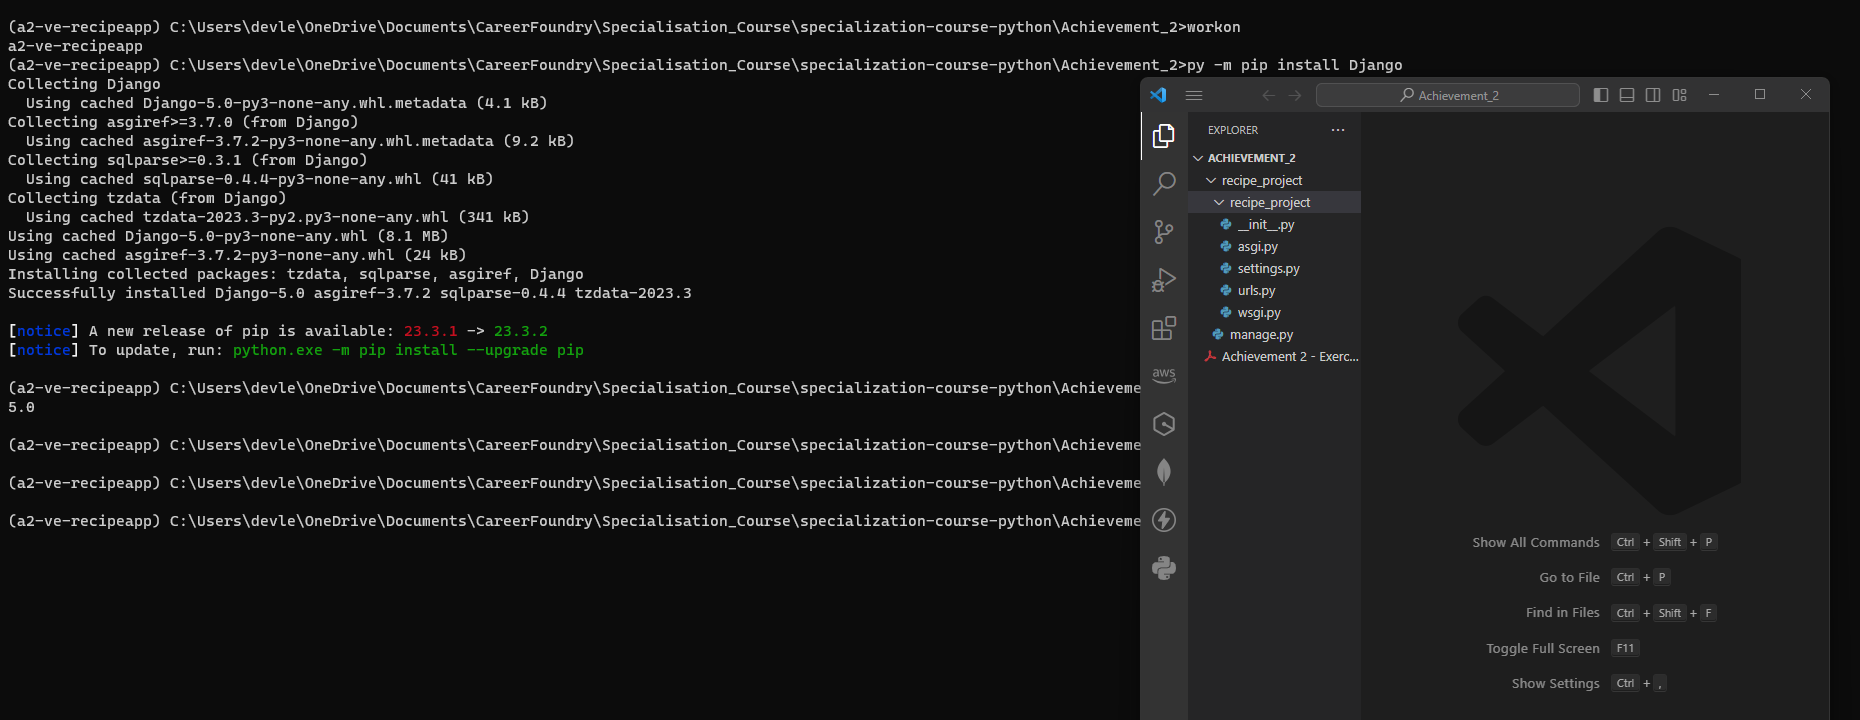 (a2-ve-recipeapp) C:\Users\devle\OneDrive\Documents\CareerFoundry\Specialisation_Course\specialization-course-python\Achievement_2>workon
a2-ve-recipeapp
(a2-ve-recipeapp) C:\Users\devle\OneDrive\Documents\CareerFoundry\Specialisation_Course\specialization-course-python\Achievement_2>py -m pip install Django
Collecting Django
  Using cached Django-5.0-py3-none-any.whl.metadata (4.1 kB)
Collecting asgiref>=3.7.0 (from Django)
  Using cached asgiref-3.7.2-py3-none-any.whl.metadata (9.2 kB)
Collecting sqlparse>=0.3.1 (from Django)
  Using cached sqlparse-0.4.4-py3-none-any.whl (41 kB)
Collecting tzdata (from Django)
  Using cached tzdata-2023.3-py2.py3-none-any.whl (341 kB)
Using cached Django-5.0-py3-none-any.whl (8.1 MB)
Using cached asgiref-3.7.2-py3-none-any.whl (24 kB)
Installing collected packages: tzdata, sqlparse, asgiref, Django
Successfully installed Django-5.0 asgiref-3.7.2 sqlparse-0.4.4 tzdata-2023.3
[notice] A new release of pip is available: 23.3.1 -> 23.3.2
[notice] To update, run: python.exe -m pip install --upgrade pip
(a2-ve-recipeapp) C:\Users\devle\OneDrive\Documents\CareerFoundry\Specialisation_Course\specialization-course-python\Achieveme
5.0
(a2-ve-recipeapp) C:\Users\devle\OneDrive\Documents\CareerFoundry\Specialisation_Course\specialization-course-python\Achieveme
(a2-ve-recipeapp) C:\Users\devle\OneDrive\Documents\CareerFoundry\Specialisation_Course\specialization-course-python\Achieveme
(a2-ve-recipeapp) C:\Users\devle\OneDrive\Documents\CareerFoundry\Specialisation_Course\specialization-course-python\Achieveme
Achievement_2
EXPLORER
ACHIEVEMENT_2
recipe_project
recipe_project
__init__.py
asgi.py
settings.py
urls.py
wsgi.py
manage.py
Achievement 2 - Exerc...
aws
Show All Commands Ctrl + Shift + P
Go to File Ctrl + P
Find in Files Ctrl + Shift + F
Toggle Full Screen F11
Show Settings Ctrl + ,